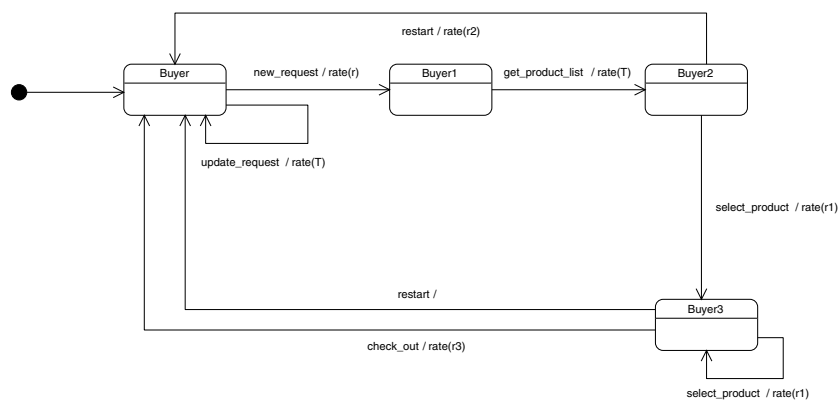 restart / rate(r2)
Buyer
new_request / rate(r)
Buyer1
get_product_list / rate(T)
Buyer2
update_request / rate(T)
select_product / rate(r1)
restart /
Buyer3
check_out / rate(r3)
select_product / rate(r1)